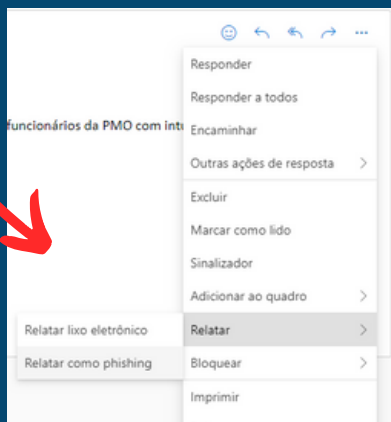 Responder
Responder a todos
funcionários da PMO com
Encaminhar
Outras ações de resposta
Excluir
Marcar como lido
Sinalizador
Adicionar ao quadro
Relatar
Relatar lixo eletrônico
Relatar como phishing
Bloquear
Imprimir